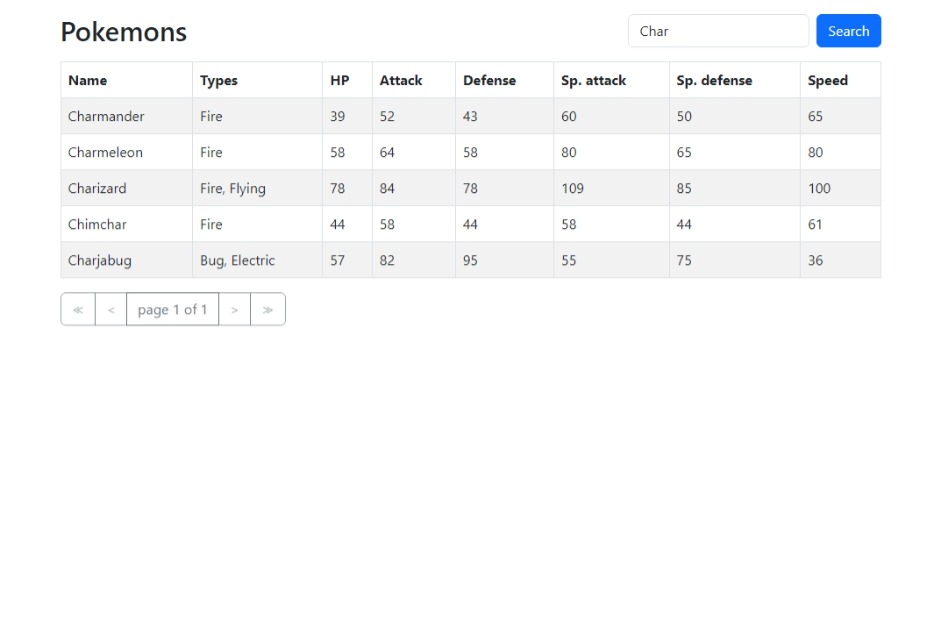 Pokemons
Char
Search
Name Types HP Attack Defense Sp. attack Sp. defense Speed
Charmander Fire 39 52 43 60 50 65
Charmeleon Fire 58 64 58 80 65 80
Charizard Fire, Flying 78 84 78 109 85 100
Chimchar Fire 44 58 44 58 44 61
Charjabug Bug, Electric 57 82 95 55 75 36
≪ < page 1 of 1 > ≫